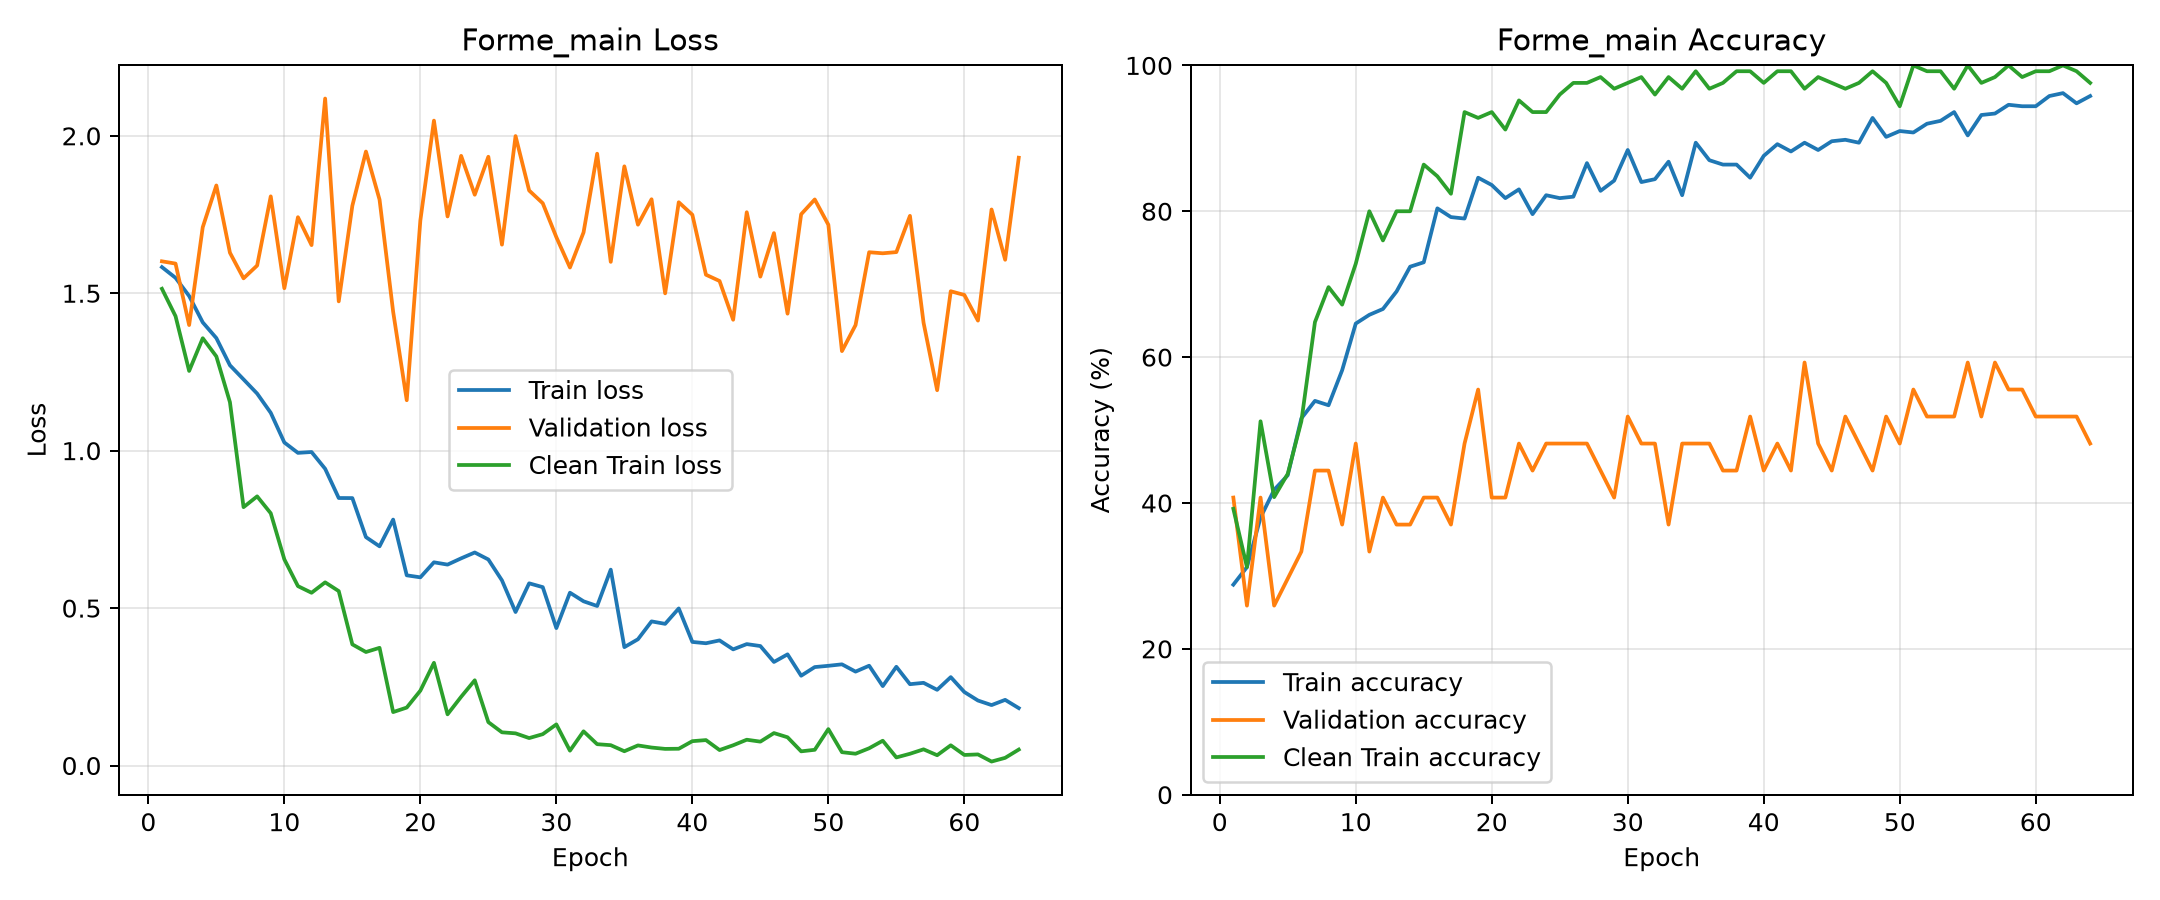 Forme_main Loss
2.0
1.5
1.0
0.5
0.0
Loss
Train loss
Validation loss
Clean Train loss
0 10 20 30 40 50 60
Epoch
Forme_main Accuracy
100
80
60
40
20
0
Accuracy (%)
Train accuracy
Validation accuracy
Clean Train accuracy
0 10 20 30 40 50 60
Epoch